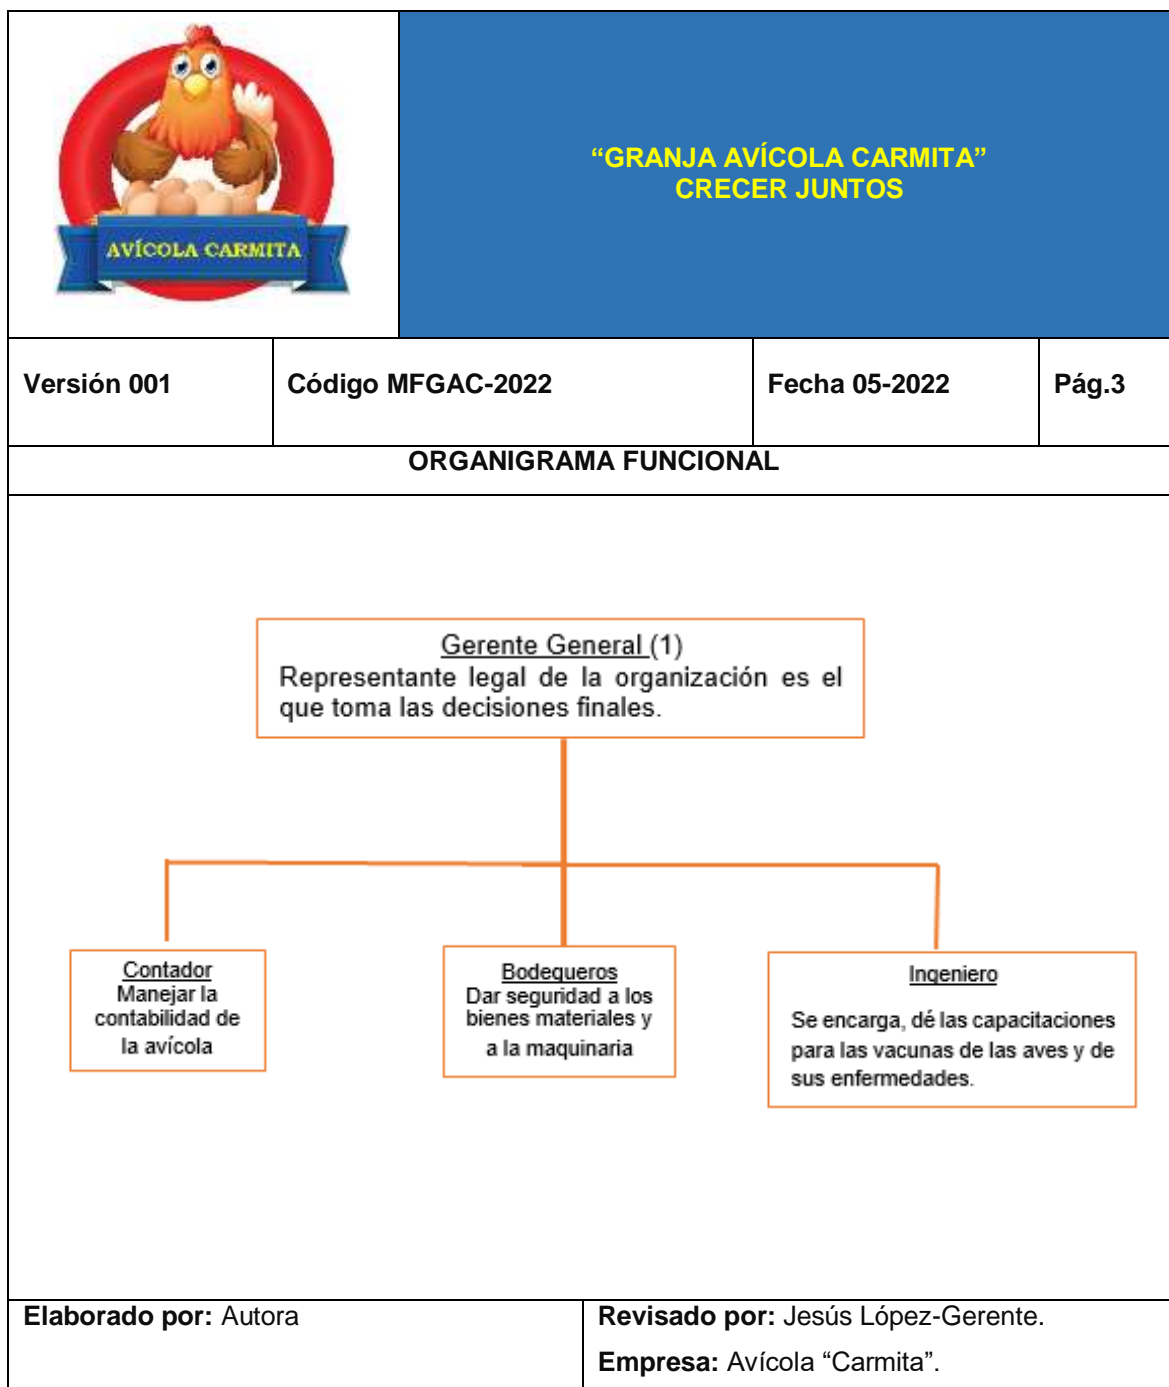 AVÍCOLA CARMITA
“GRANJA AVÍCOLA CARMITA”
CRECER JUNTOS
Versión 001
Código MFGAC-2022
Fecha 05-2022
Pág.3
ORGANIGRAMA FUNCIONAL
Gerente General (1)
Representante legal de la organización es el
que toma las decisiones finales.
Contador
Manejar la
contabilidad de
la avícola
Bodequeros
Dar seguridad a los
bienes materiales y
a la maquinaria
Ingeniero
Se encarga, dé las capacitaciones
para las vacunas de las aves y de
sus enfermedades.
Elaborado por: Autora
Revisado por: Jesús López-Gerente.
Empresa: Avícola “Carmita”.